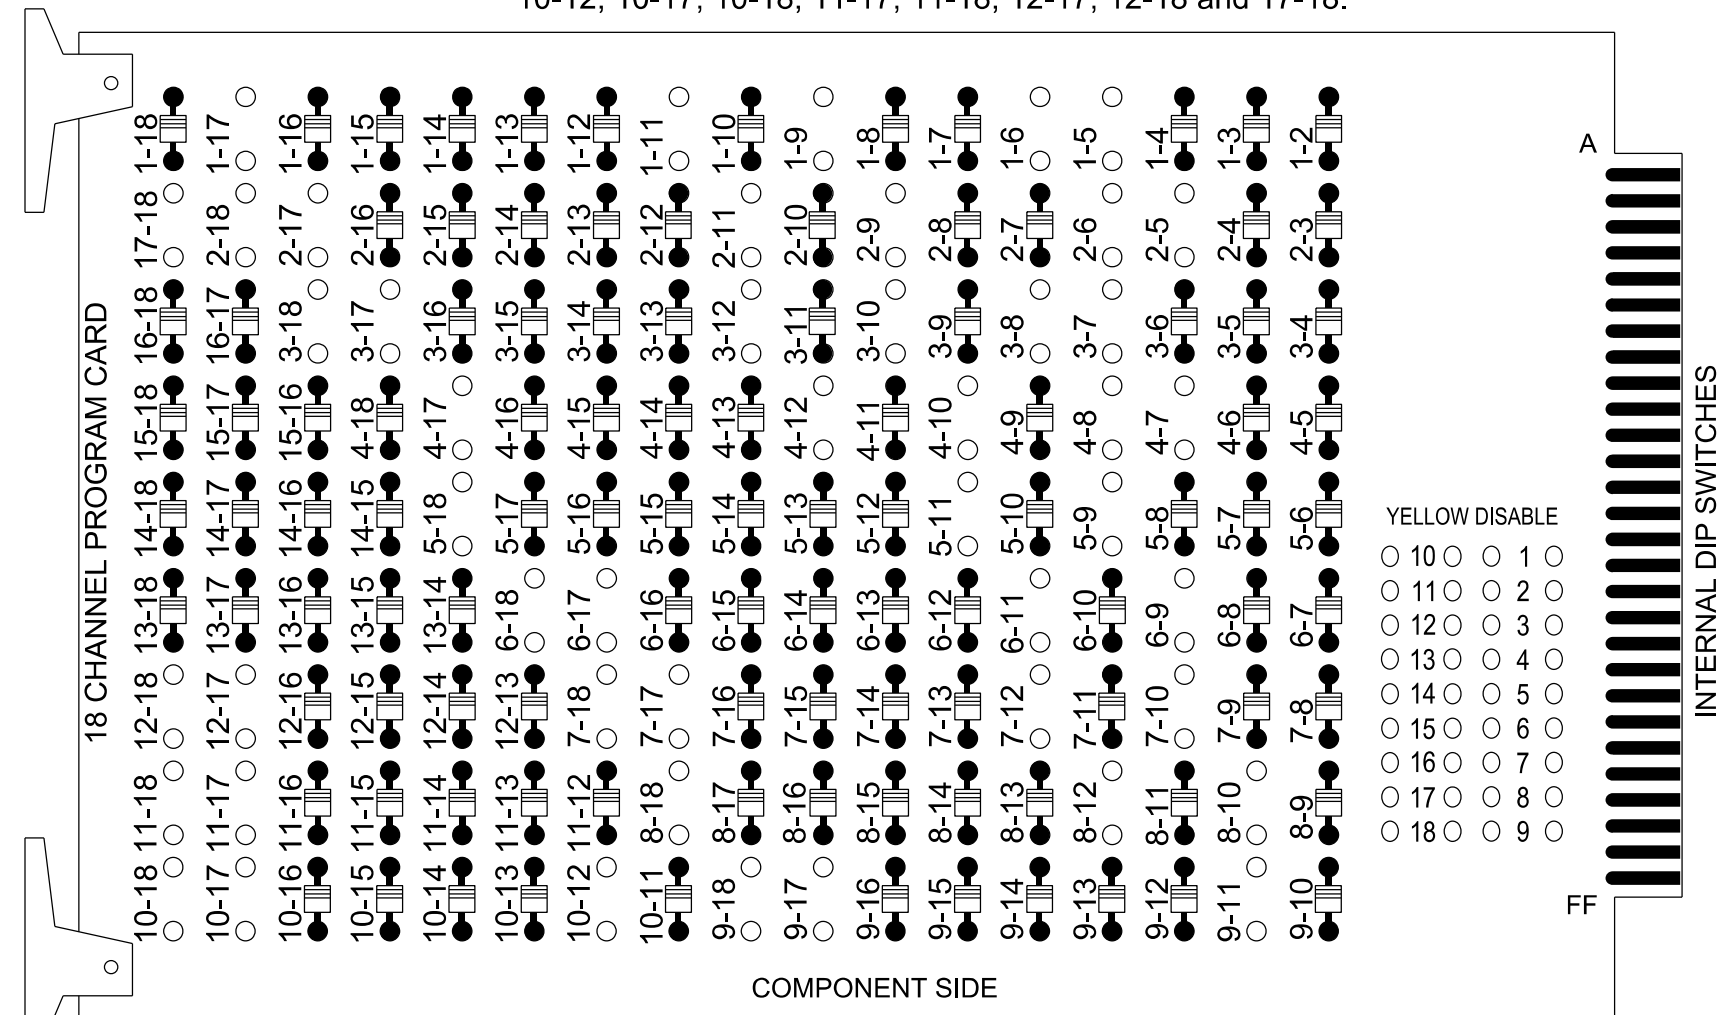 10-12, 10-17, 10-18, 11-17, 11-18, 12-17, 12-18 and 17-18.
1-18 1-17 1-16 1-15 1-14 1-13 1-12 1-11 1-10 1-9 1-8 1-7 1-6 1-5 1-4 1-3 1-2
17-18 2-18 2-17 2-16 2-15 2-14 2-13 2-12 2-11 2-10 2-9 2-8 2-7 2-6 2-5 2-4 2-3
16-18 16-17 3-18 3-17 3-16 3-15 3-14 3-13 3-12 3-11 3-10 3-9 3-8 3-7 3-6 3-5 3-4
15-18 15-17 15-16 4-18 4-17 4-16 4-15 4-14 4-13 4-12 4-11 4-10 4-9 4-8 4-7 4-6 4-5
14-18 14-17 14-16 14-15 5-18 5-17 5-16 5-15 5-14 5-13 5-12 5-11 5-10 5-9 5-8 5-7 5-6
13-18 13-17 13-16 13-15 13-14 6-18 6-17 6-16 6-15 6-14 6-13 6-12 6-11 6-10 6-9 6-8 6-7
12-18 12-17 12-16 12-15 12-14 12-13 7-18 7-17 7-16 7-15 7-14 7-13 7-12 7-11 7-10 7-9 7-8
11-18 11-17 11-16 11-15 11-14 11-13 11-12 8-18 8-17 8-16 8-15 8-14 8-13 8-12 8-11 8-10 8-9
10-18 10-17 10-16 10-15 10-14 10-13 10-12 10-11 9-18 9-17 9-16 9-15 9-14 9-13 9-12 9-11 9-10
18 CHANNEL PROGRAM CARD
A
YELLOW DISABLE
10 1
11 2
12 3
13 4
14 5
15 6
16 7
17 8
18 9
FF
INTERNAL DIP SWITCHES
COMPONENT SIDE